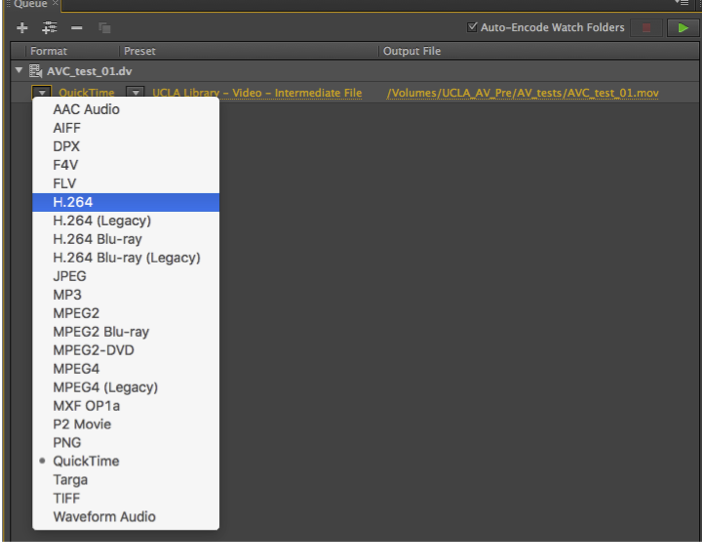 Queue
Auto-Encode Watch Folders
Format Preset Output File
AVC_test_01.dv
QuickTime UCLA Library – Video – Intermediate File /Volumes/UCLA_AV_Pre/AV_tests/AVC_test_01.mov
AAC Audio
AIFF
DPX
F4V
FLV
H.264
H.264 (Legacy)
H.264 Blu-ray
H.264 Blu-ray (Legacy)
JPEG
MP3
MPEG2
MPEG2 Blu-ray
MPEG2-DVD
MPEG4
MPEG4 (Legacy)
MXF OP1a
P2 Movie
PNG
QuickTime
Targa
TIFF
Waveform Audio